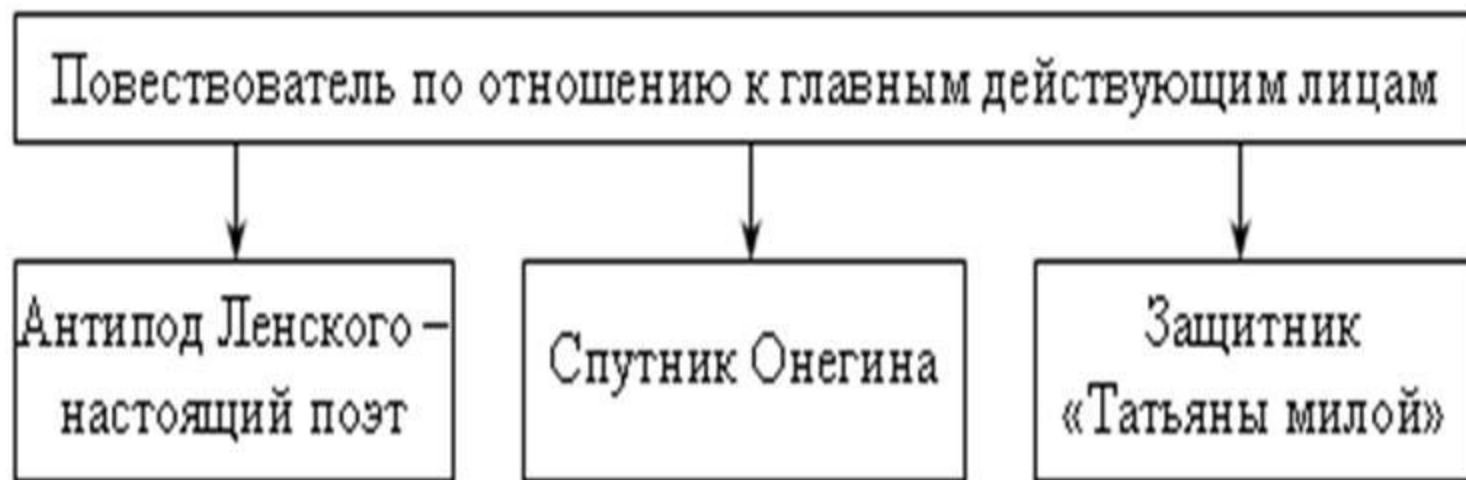 Повествователь по отношению к главным действующим лицам
Антипод Ленского –
настоящий поэт
Спутник Онегина
Защитник
«Татьяны милой»